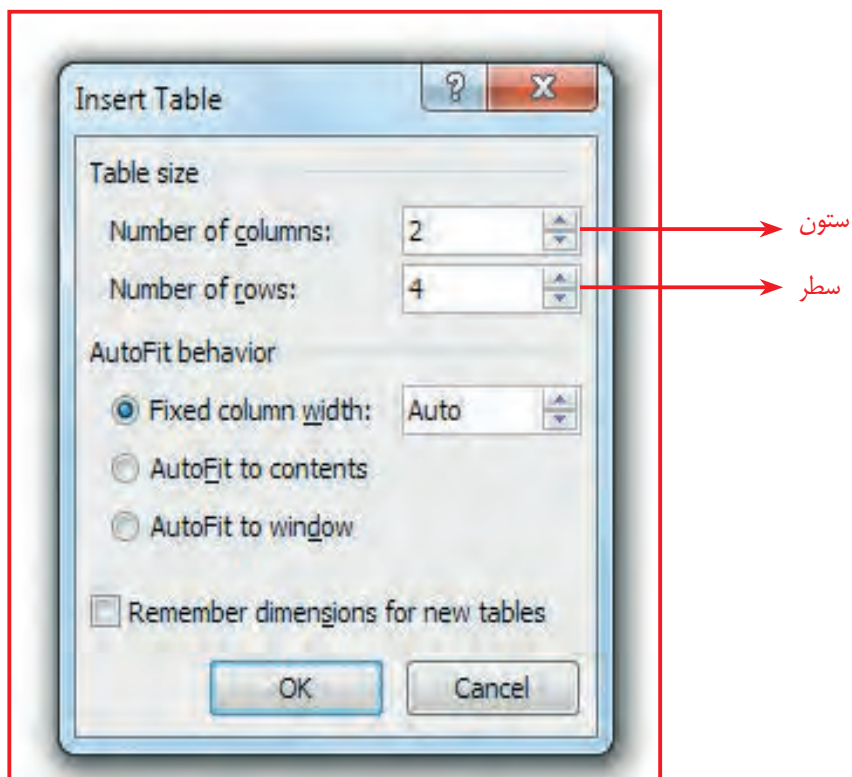 Insert Table
Table size
Number of columns: 2 ستون
Number of rows: 4 سطر
AutoFit behavior
Fixed column width: Auto
AutoFit to contents
AutoFit to window
Remember dimensions for new tables
OK Cancel